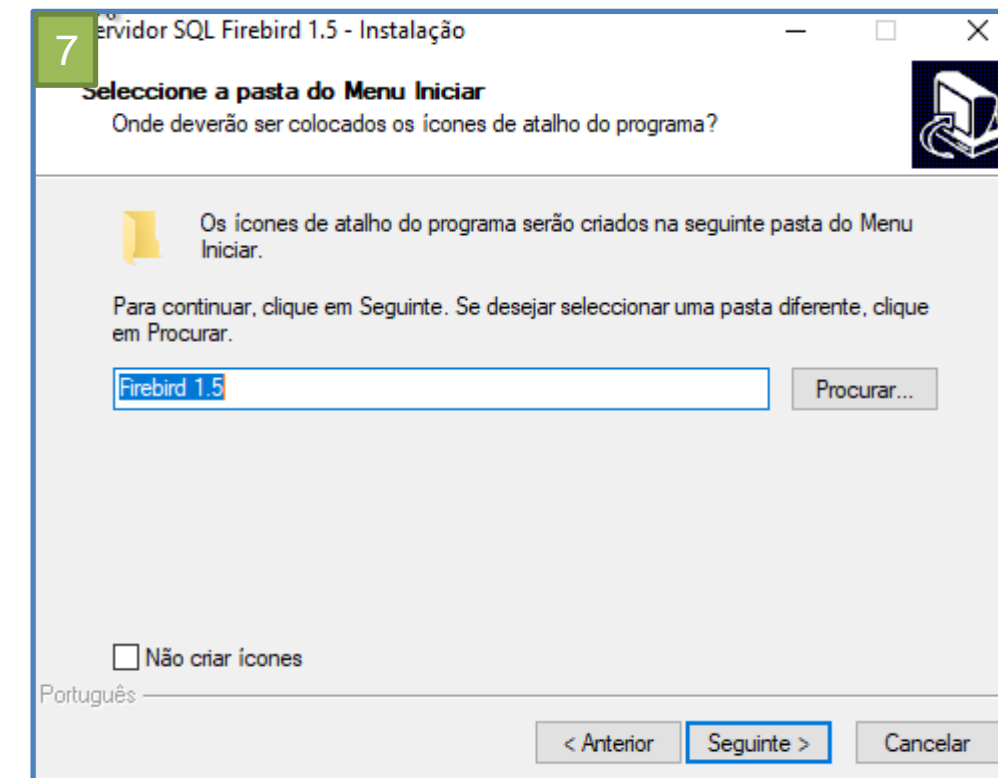 7
ervidor SQL Firebird 1.5 - Instalação
Seleccione a pasta do Menu Iniciar
Onde deverão ser colocados os ícones de atalho do programa?
Os ícones de atalho do programa serão criados na seguinte pasta do Menu
Iniciar.
Para continuar, clique em Seguinte. Se desejar seleccionar uma pasta diferente, clique
em Procurar.
Firebird 1.5
Procurar...
Não criar ícones
Português
< Anterior
Seguinte >
Cancelar